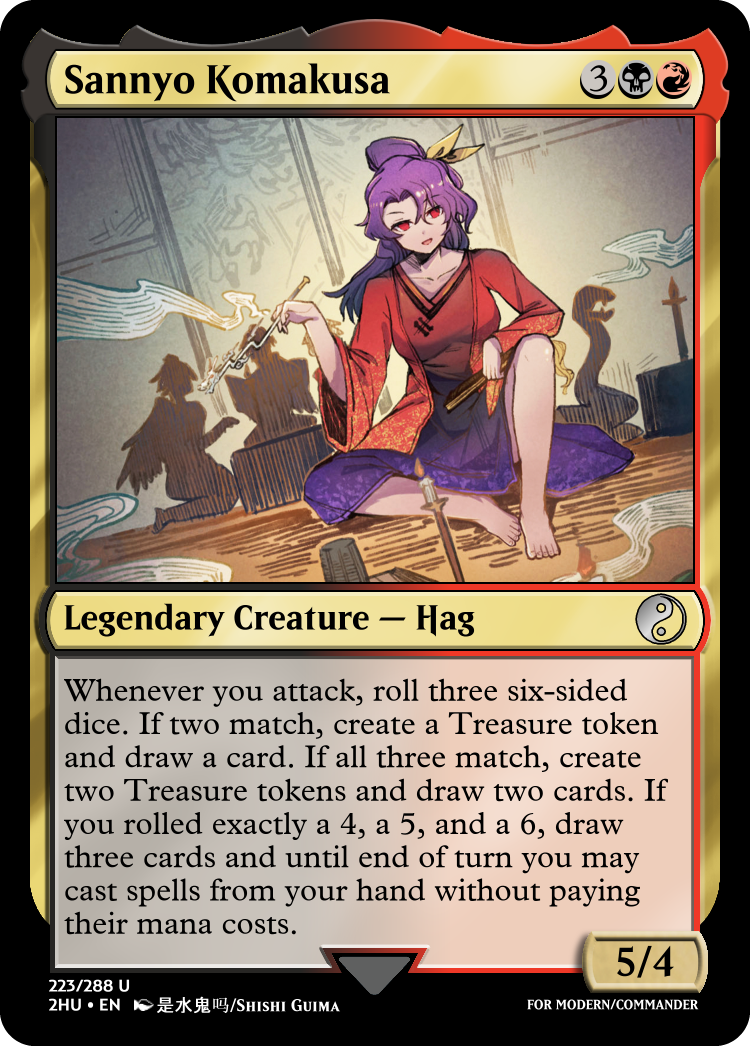 Sannyo Komakusa
3
Legendary Creature — Hag
Whenever you attack, roll three six-sided
dice. If two match, create a Treasure token
and draw a card. If all three match, create
two Treasure tokens and draw two cards. If
you rolled exactly a 4, a 5, and a 6, draw
three cards and until end of turn you may
cast spells from your hand without paying
their mana costs.
5/4
223/288 U
2HU • EN 是水鬼吗/Shishi Guima
FOR MODERN/COMMANDER